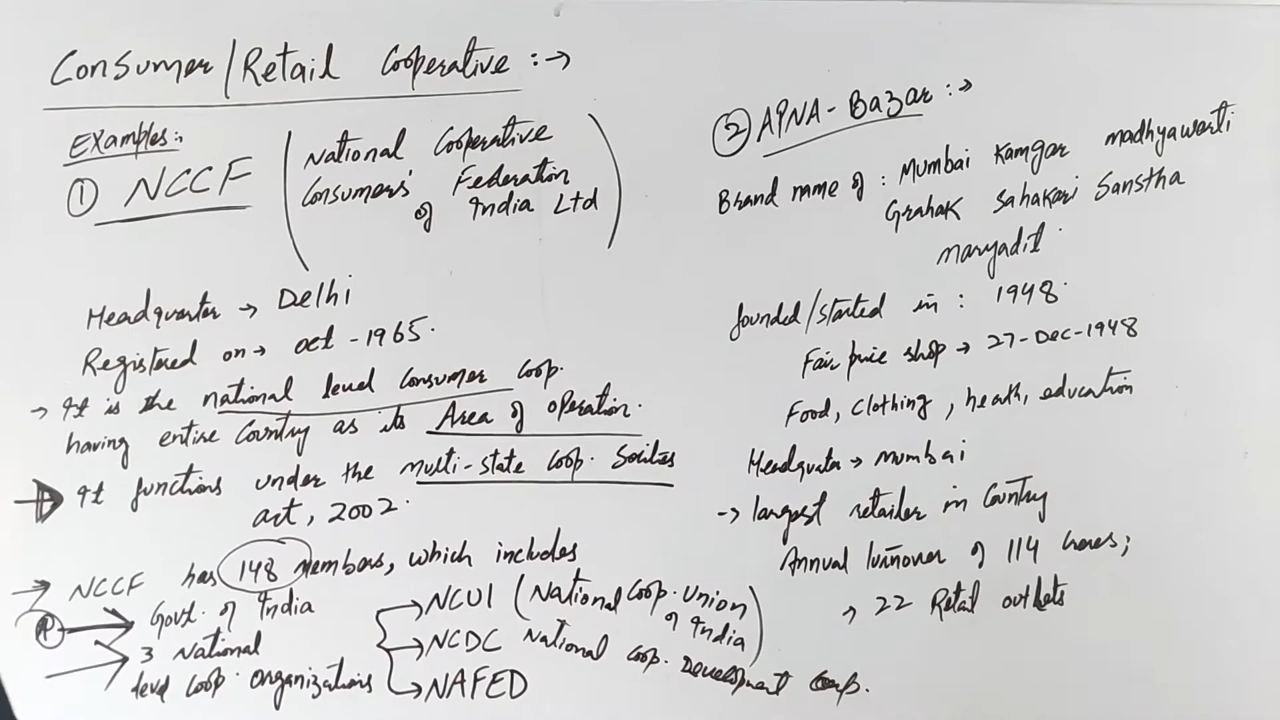 Consumer/Retail Cooperative :→
Examples:
① NCCF
(National Cooperative
Consumers' Federation
of India Ltd)
Headquarter → Delhi
Registered on → oct - 1965.
→ It is the national level Consumer Coop.
having entire Country as its Area of operation.
→ It functions under the multi-state Coop. Societies
act, 2002.
→ NCCF has 148 members, which includes
→ Govt. of India
→ 3 National
level Coop. organizations
→ NCUI (National Coop. Union
of India)
→ NCDC National Coop. Development Corp.
→ NAFED
② APNA-Bazar :→
Brand name of : Mumbai Kamgar madhyawarti
Grahak Sahakari Sanstha
maryadit.
founded/started in : 1948.
Fair price shop → 27-Dec-1948
Food, Clothing, health, education
Headquater → mumbai
→ largest retailer in Country
Annual turnover of 114 crores;
→ 22 Retail outlets